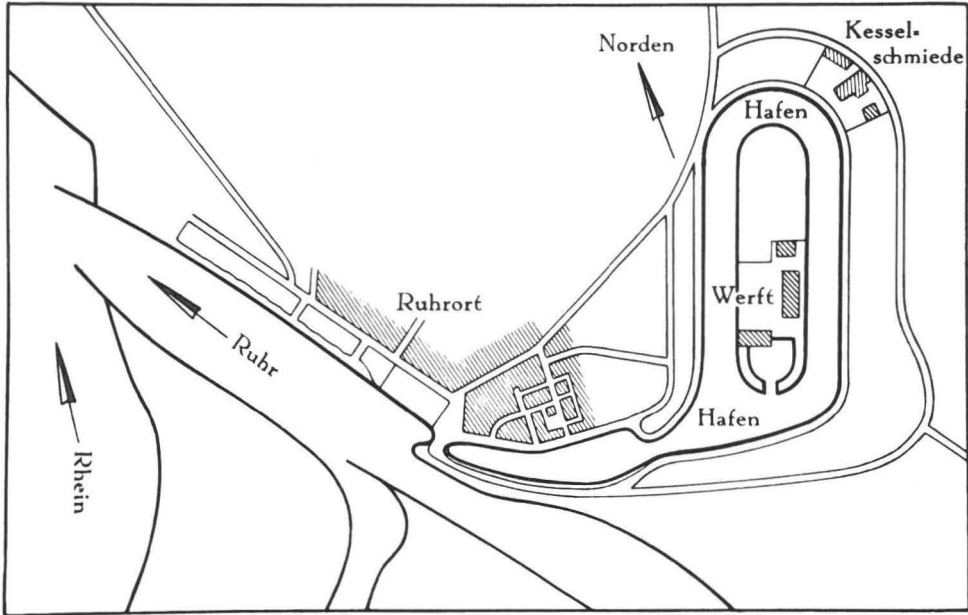 Kessel=
schmiede
Norden
Hafen
Werft
Ruhrort
Ruhr
Hafen
Rhein